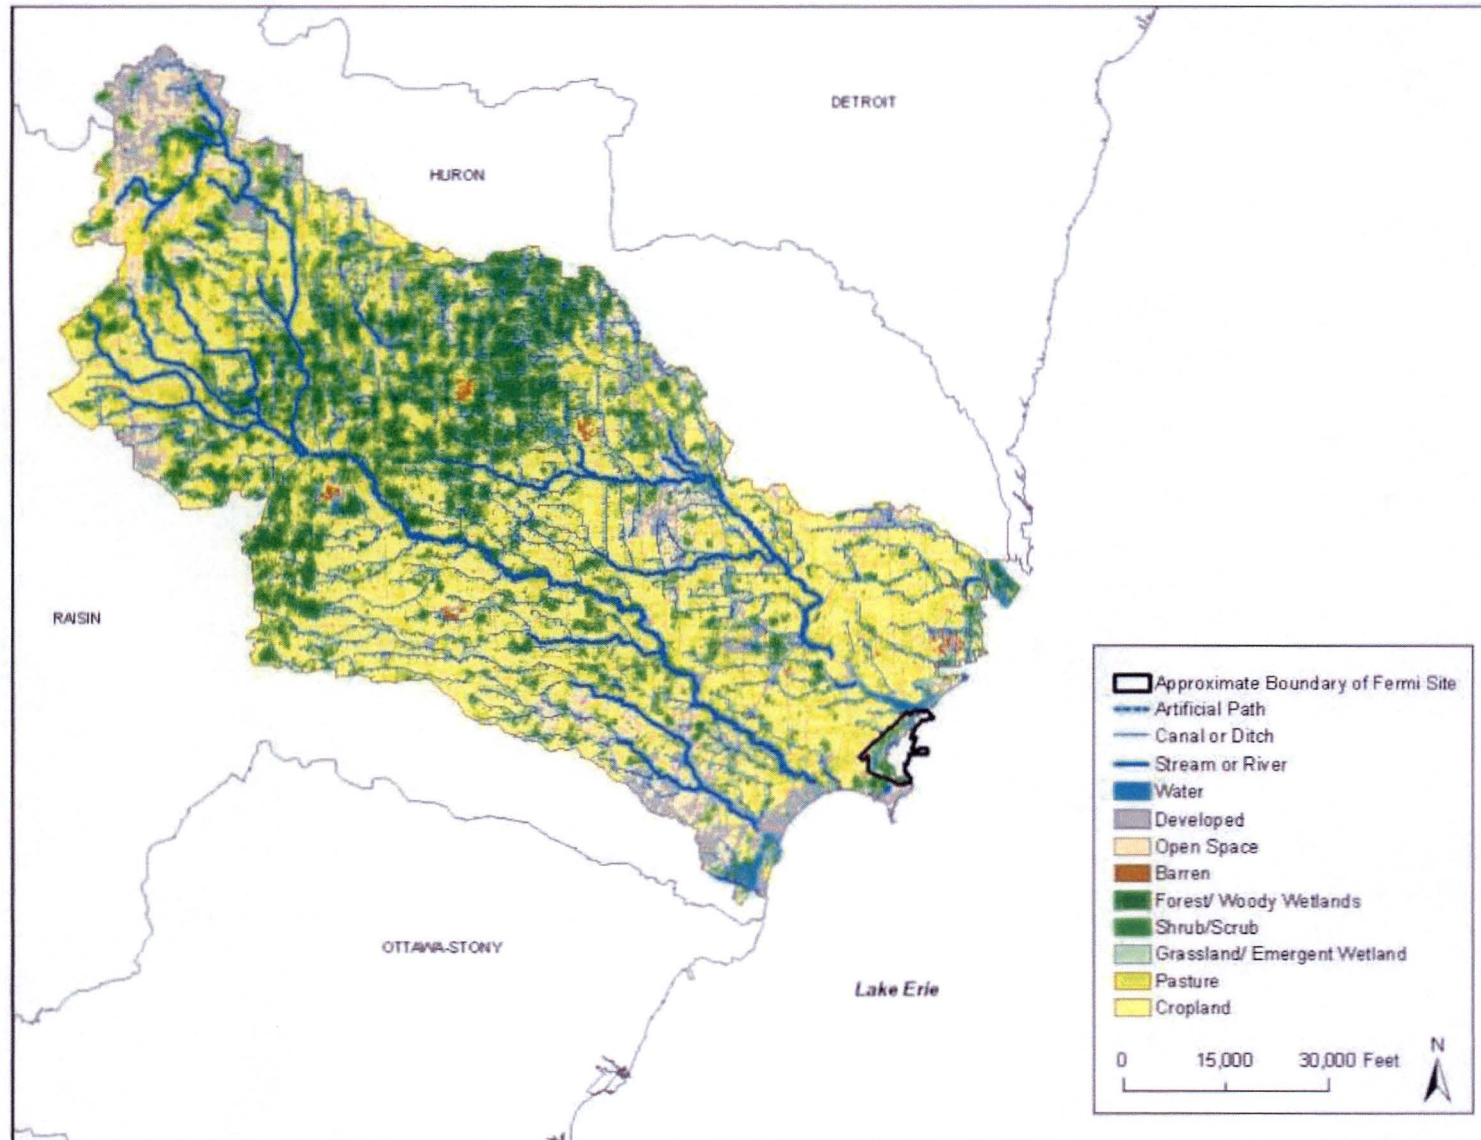 DETROIT
HURON
RAISIN
OTTAWA-STONY
Lake Erie
Approximate Boundary of Fermi Site
Artificial Path
Canal or Ditch
Stream or River
Water
Developed
Open Space
Barren
Forest/ Woody Wetlands
Shrub/Scrub
Grassland/ Emergent Wetland
Pasture
Cropland
0 15,000 30,000 Feet
N